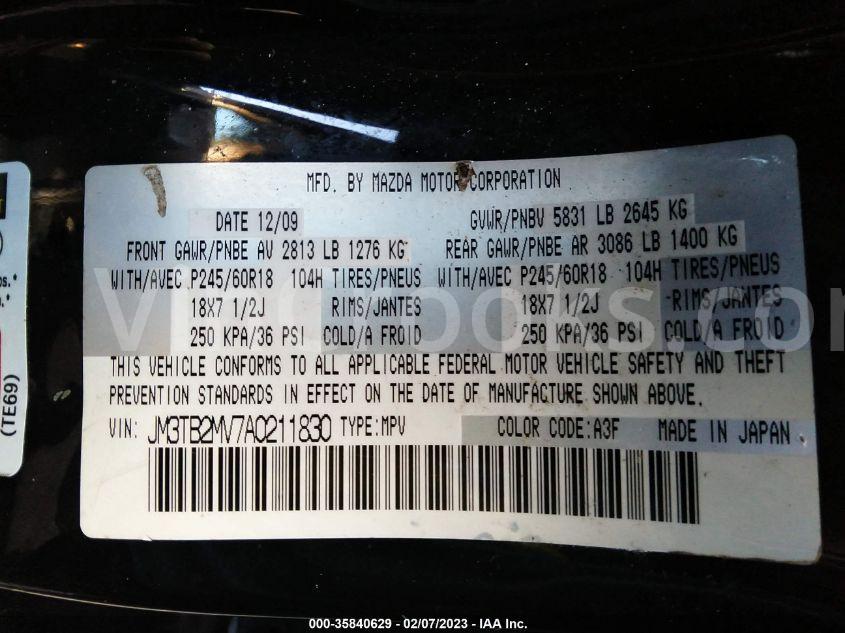 MFD. BY MAZDA MOTOR CORPORATION
DATE 12/09 GVWR/PNBV 5831 LB 2645 KG
FRONT GAWR/PNBE AV 2813 LB 1276 KG REAR GAWR/PNBE AR 3086 LB 1400 KG
WITH/AVEC P245/60R18 104H TIRES/PNEUS WITH/AVEC P245/60R18 104H TIRES/PNEUS
18X7 1/2J RIMS/JANTES 18X7 1/2J RIMS/JANTES
250 KPA/36 PSI COLD/A FROID 250 KPA/36 PSI COLD/A FROID
THIS VEHICLE CONFORMS TO ALL APPLICABLE FEDERAL MOTOR VEHICLE SAFETY AND THEFT
PREVENTION STANDARDS IN EFFECT ON THE DATE OF MANUFACTURE SHOWN ABOVE.
VIN: JM3TB2MV7A0211830 TYPE:MPV COLOR CODE:A3F MADE IN JAPAN
(TE69)
000-35840629 - 02/07/2023 - IAA Inc.